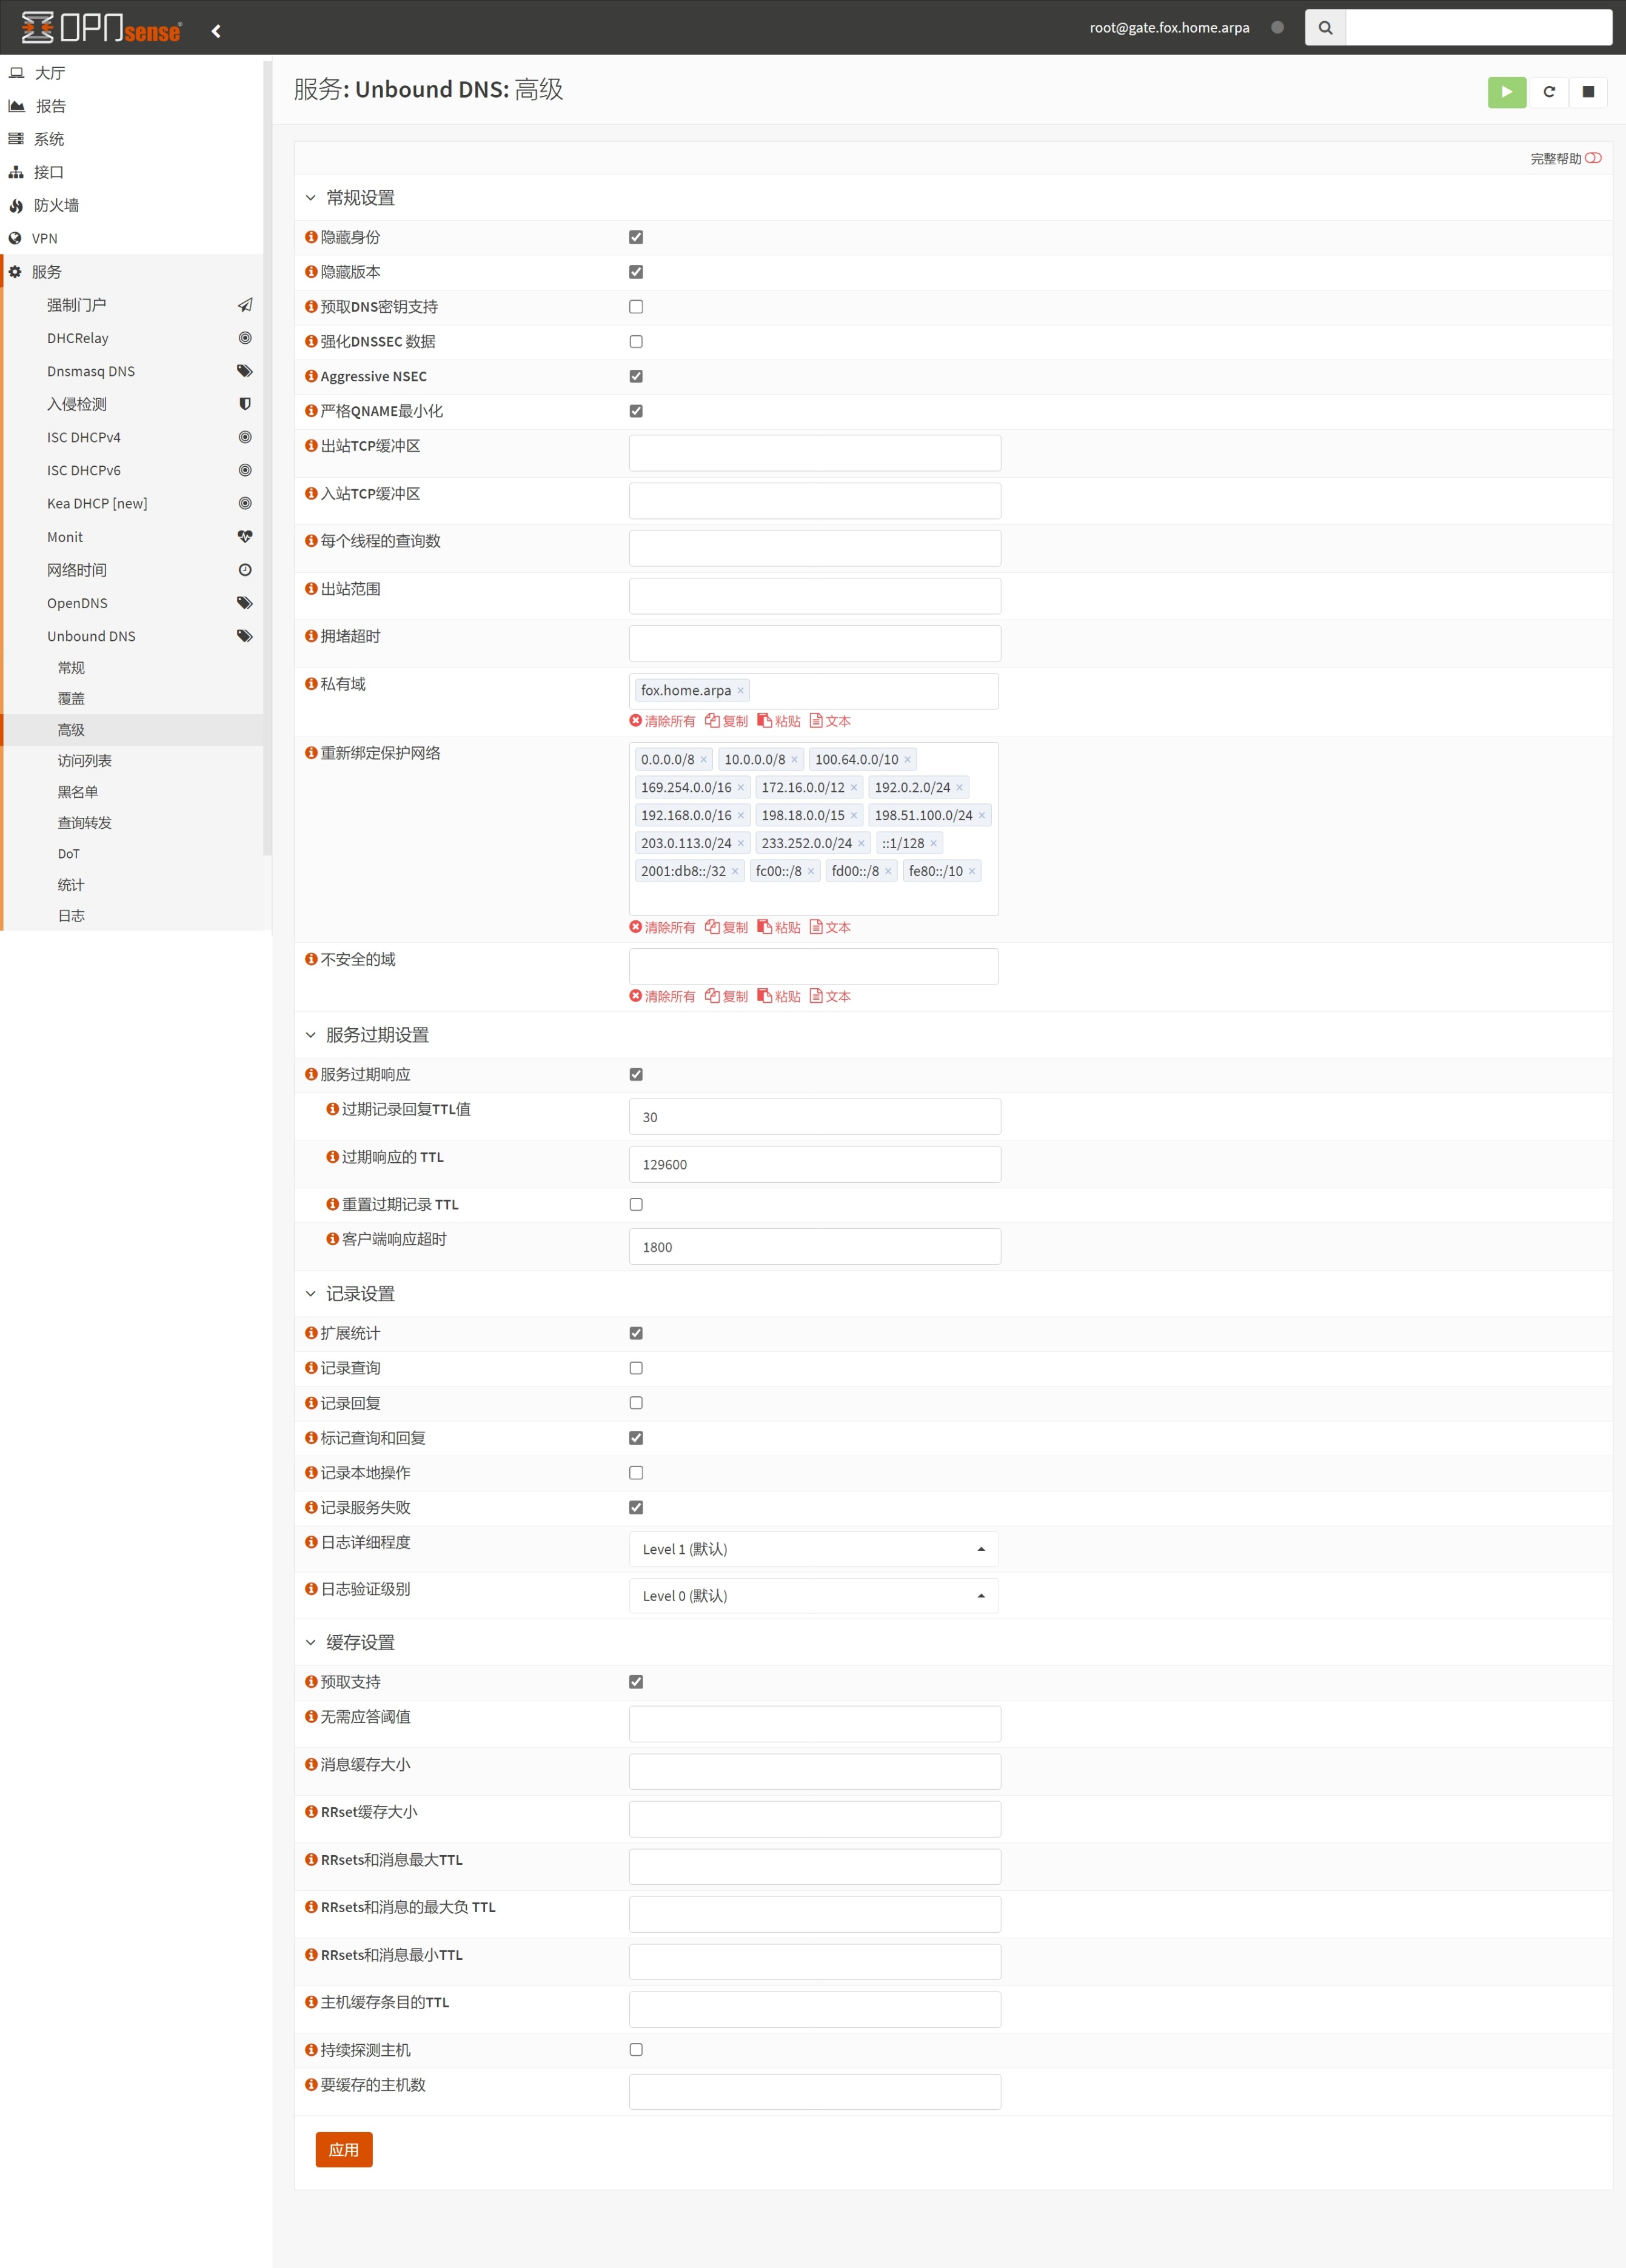 OPNsense®
root@gate.fox.home.arpa
大厅
报告
系统
接口
防火墙
VPN
服务
强制门户
DHCRelay
Dnsmasq DNS
入侵检测
ISC DHCPv4
ISC DHCPv6
Kea DHCP [new]
Monit
网络时间
OpenDNS
Unbound DNS
常规
覆盖
高级
访问列表
黑名单
查询转发
DoT
统计
日志
服务: Unbound DNS: 高级
完整帮助
常规设置
隐藏身份
隐藏版本
预取DNS密钥支持
强化DNSSEC 数据
Aggressive NSEC
严格QNAME最小化
出站TCP缓冲区
入站TCP缓冲区
每个线程的查询数
出站范围
拥堵超时
私有域
fox.home.arpa ×
清除所有 复制 粘贴 文本
重新绑定保护网络
0.0.0.0/8 × 10.0.0.0/8 × 100.64.0.0/10 ×
169.254.0.0/16 × 172.16.0.0/12 × 192.0.2.0/24 ×
192.168.0.0/16 × 198.18.0.0/15 × 198.51.100.0/24 ×
203.0.113.0/24 × 233.252.0.0/24 × ::1/128 ×
2001:db8::/32 × fc00::/8 × fd00::/8 × fe80::/10 ×
清除所有 复制 粘贴 文本
不安全的域
清除所有 复制 粘贴 文本
服务过期设置
服务过期响应
过期记录回复TTL值
30
过期响应的 TTL
129600
重置过期记录 TTL
客户端响应超时
1800
记录设置
扩展统计
记录查询
记录回复
标记查询和回复
记录本地操作
记录服务失败
日志详细程度
Level 1 (默认)
日志验证级别
Level 0 (默认)
缓存设置
预取支持
无需应答阈值
消息缓存大小
RRset缓存大小
RRsets和消息最大TTL
RRsets和消息的最大负 TTL
RRsets和消息最小TTL
主机缓存条目的TTL
持续探测主机
要缓存的主机数
应用